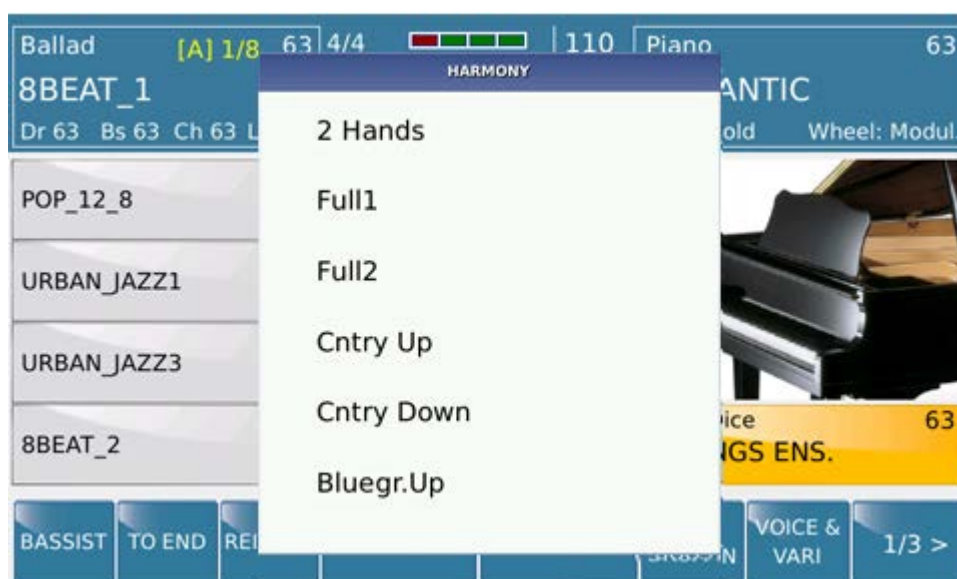 Ballad [A] 1/8 63 4/4 110 Piano 63
HARMONY
8BEAT_1 ANTIC
Dr 63 Bs 63 Ch 63 L old Wheel: Modul.
2 Hands
Full1
Full2
Cntry Up
Cntry Down
Bluegr.Up
POP_12_8
URBAN_JAZZ1
URBAN_JAZZ3
8BEAT_2
63
GS ENS.
BASSIST TO END VOICE & VARI 1/3 >